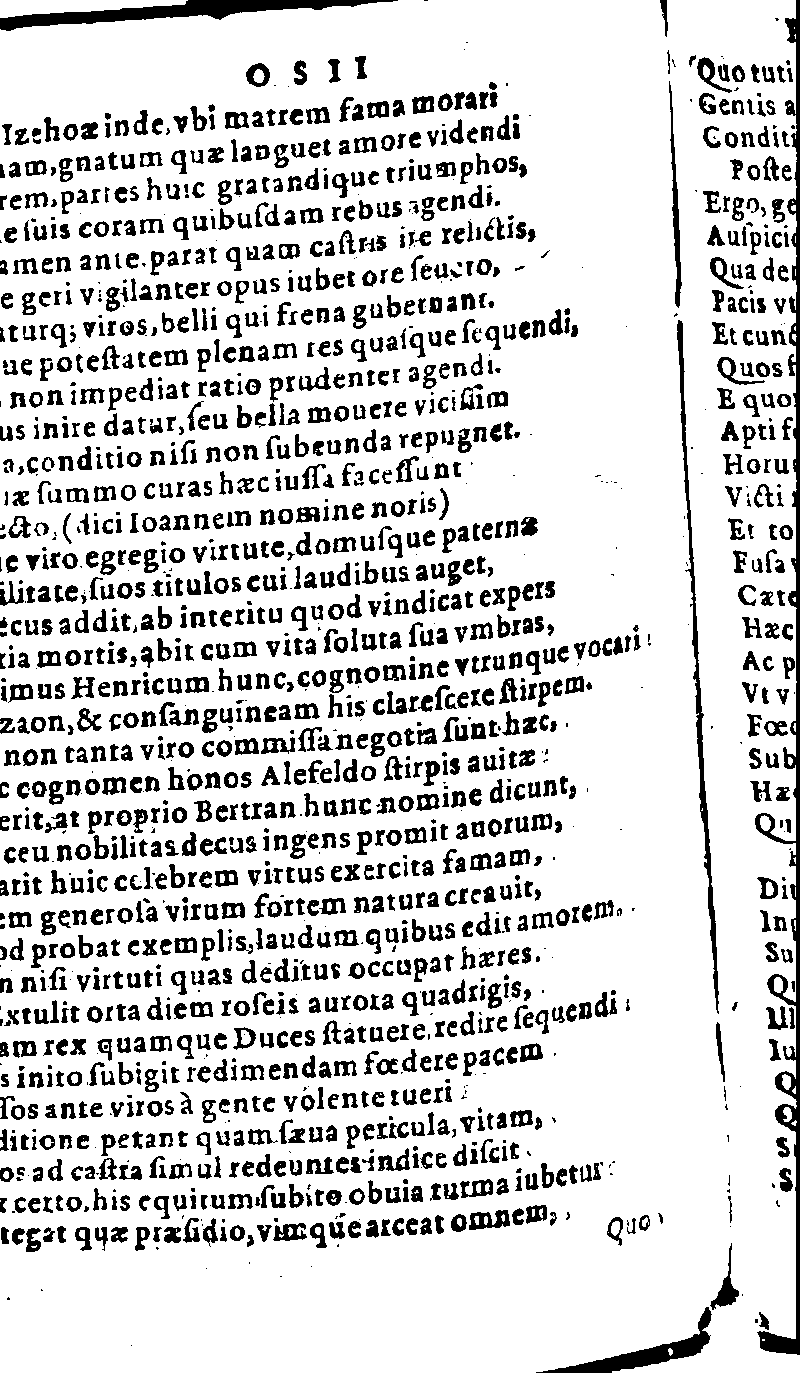 OSII
Izehoæ inde, vbi matrem fama morari
nam, gnatum quæ languet amore videndi
rem, partes huic gratandique triumphos,
e suis coram quibusdam rebus agendi.
amen ante parat quam castris ire relictis,
e geri vigilanter opus iubet ore seuero,
aturq; viros, belli qui frena gubernant.
ue potestatem plenam res quasque sequendi,
non impediat ratio prudenter agendi.
us inire datur, seu bella mouere vicissim
a, conditio nisi non subeunda repugnet.
iæ summo curas hæc iussa facessunt
ecto, (dici Ioannem nomine noris)
e viro egregio virtute, domusque paternæ
ilitate, suos titulos cui laudibus auget,
ecus addit, ab interitu quod vindicat expers
ria mortis, abit cum vita soluta sua vmbras,
imus Henricum hunc, cognomine vtrunque vocari
zaon, & consanguineam his clarescere stirpem.
non tanta viro commissa negotia sunt hæc,
c cognomen honos Alefeldo stirpis auitæ
erit, at proprio Bertran hunc nomine dicunt,
ceu nobilitas decus ingens promit auorum,
arit huic celebrem virtus exercita famam,
em generosa virum fortem natura creauit,
od probat exemplis, laudum quibus edit amorem.
n nisi virtuti quas deditus occupat hæres.
Extulit orta diem roseis aurora quadrigis,
am rex quamque Duces statuere, redire sequendi
s inito subigit redimendam fœdere pacem
ssos ante viros à gente volente tueri
ditione petant quam sæua pericula, vitam,
os ad castra simul redeuntes indice discit
certo, his equitum subito obuia turma iubetur
tegat quæ præsidio, vimque arceat omnem,
Quo
Quo tuti
Gentis a
Conditi
Poste
Ergo, ge
Auspicio
Qua der
Pacis vt
Et cunc
Quos f
E quo
Apti fo
Horu
Victi
Et to
Fusa v
Cæte
Hæc
Ac p
Vt v
Fœd
Sub
Hæ
Qu
Dit
Ing
Su
Qu
Ill
Iu
Q
Q
S
S